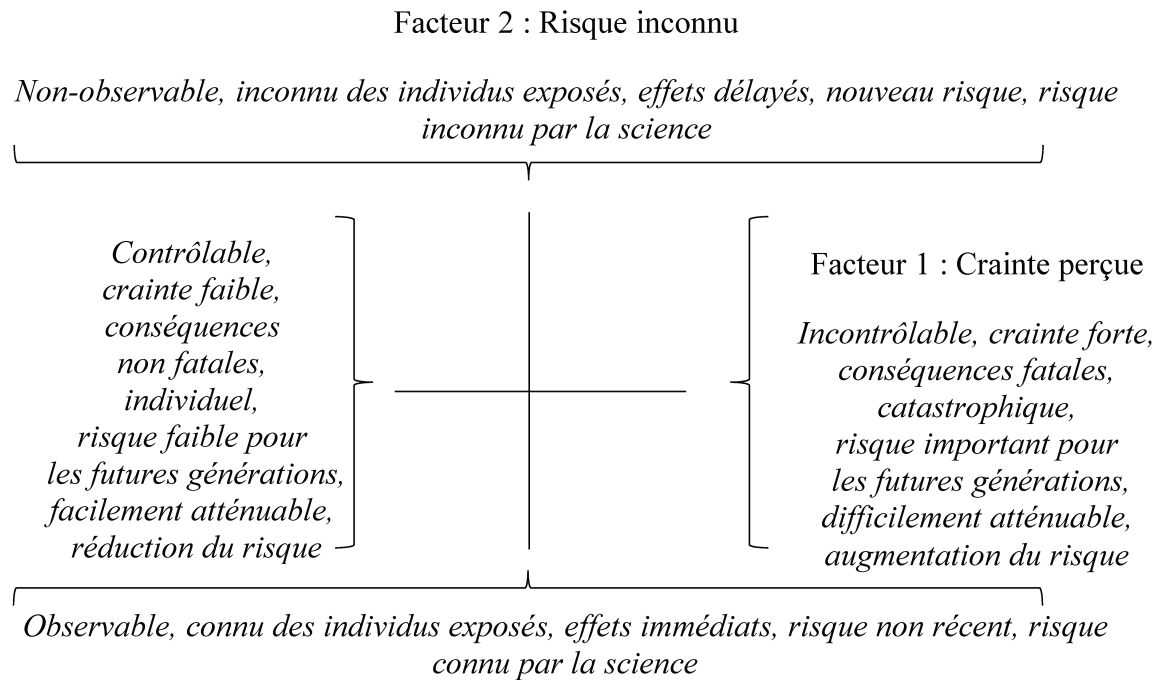 Facteur 2 : Risque inconnu
Non-observable, inconnu des individus exposés, effets délayés, nouveau risque, risque
inconnu par la science
Contrôlable,
crainte faible,
conséquences
non fatales,
individuel,
risque faible pour
les futures générations,
facilement atténuable,
réduction du risque
Facteur 1 : Crainte perçue
Incontrôlable, crainte forte,
conséquences fatales,
catastrophique,
risque important pour
les futures générations,
difficilement atténuable,
augmentation du risque
Observable, connu des individus exposés, effets immédiats, risque non récent, risque
connu par la science